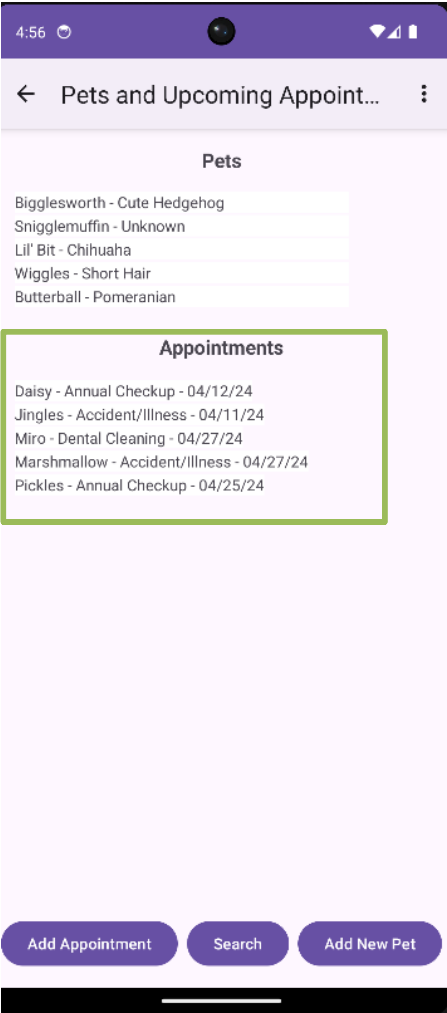 4:56
Pets and Upcoming Appoint...
Pets
Bigglesworth - Cute Hedgehog
Snigglemuffin - Unknown
Lil' Bit - Chihuaha
Wiggles - Short Hair
Butterball - Pomeranian
Appointments
Daisy - Annual Checkup - 04/12/24
Jingles - Accident/Illness - 04/11/24
Miro - Dental Cleaning - 04/27/24
Marshmallow - Accident/Illness - 04/27/24
Pickles - Annual Checkup - 04/25/24
Add Appointment
Search
Add New Pet